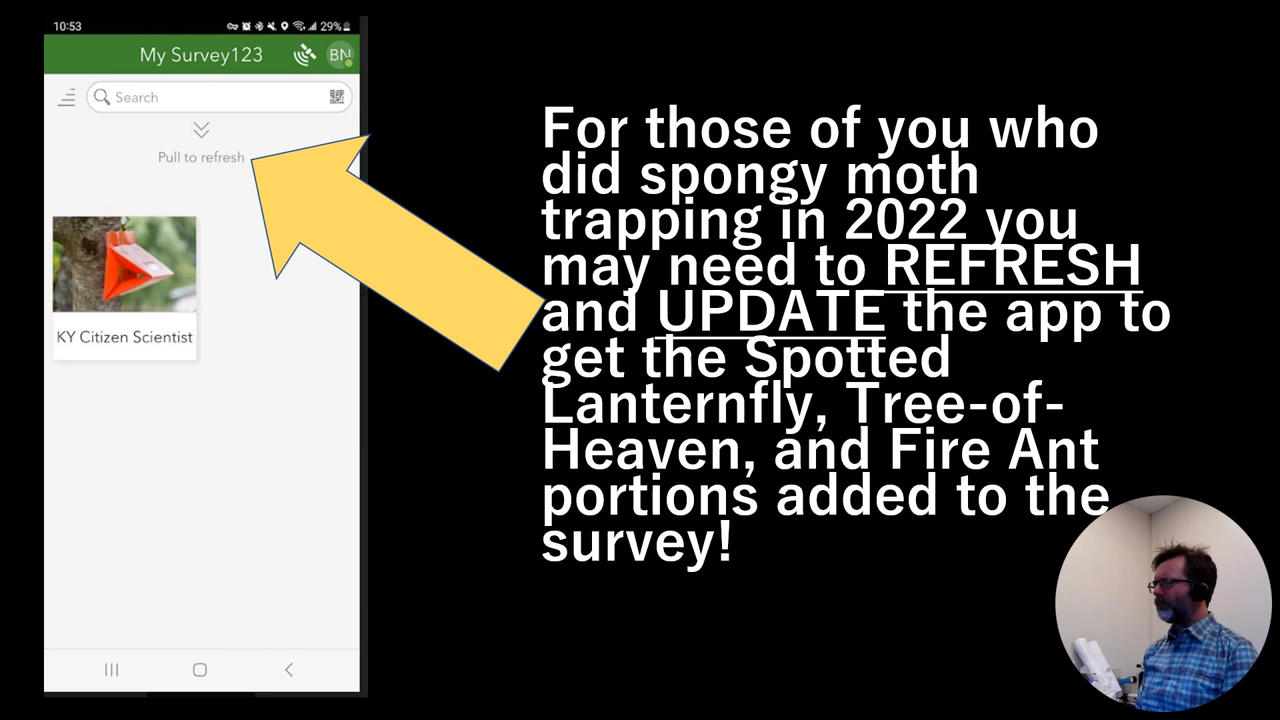 10:53
29%
My Survey123
BN
Search
Pull to refresh
KY Citizen Scientist
For those of you who
did spongy moth
trapping in 2022 you
may need to REFRESH
and UPDATE the app to
get the Spotted
Lanternfly, Tree-of-
Heaven, and Fire Ant
portions added to the
survey!